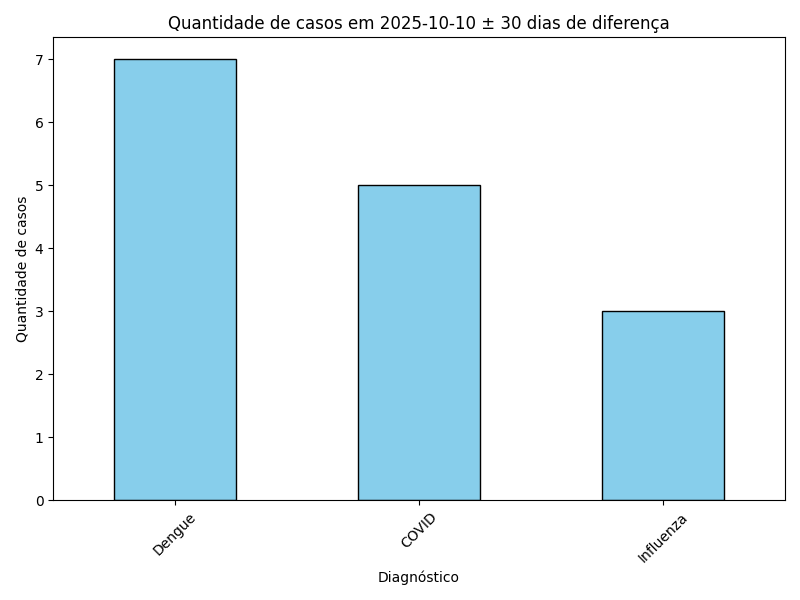 Quantidade de casos em 2025-10-10 ± 30 dias de diferença
Quantidade de casos
7
6
5
4
3
2
1
0
Dengue
COVID
Influenza
Diagnóstico